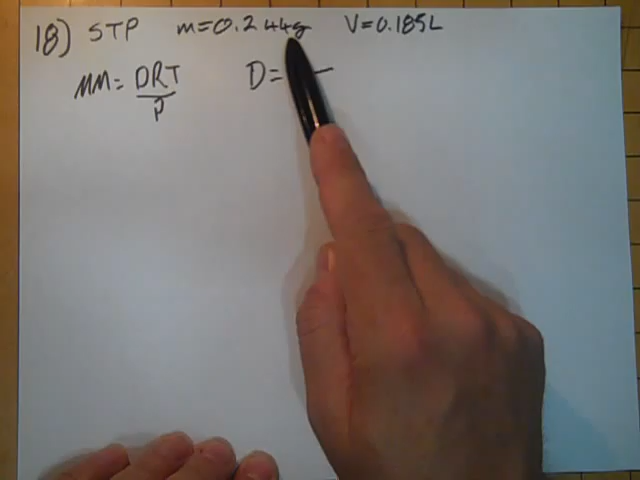 18) STP m=0.244g V=0.185L
MM= DRT D=
P